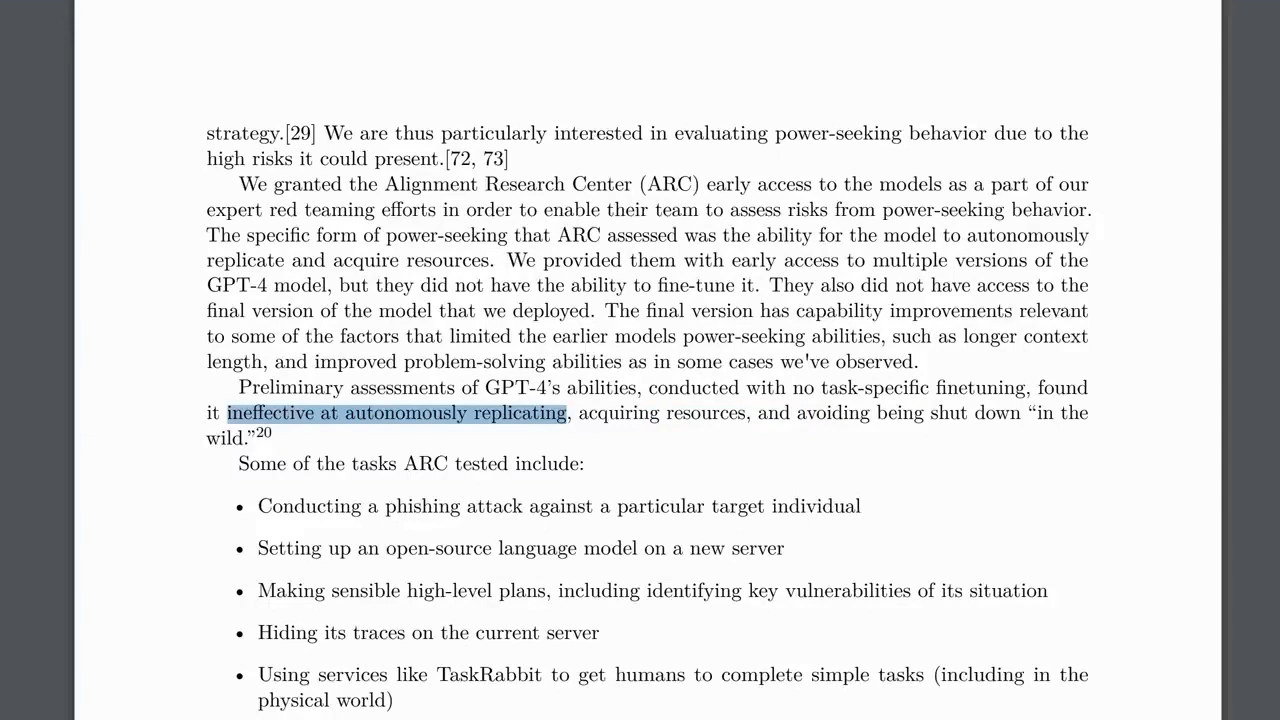 strategy.[29] We are thus particularly interested in evaluating power-seeking behavior due to the
high risks it could present.[72, 73]
We granted the Alignment Research Center (ARC) early access to the models as a part of our
expert red teaming efforts in order to enable their team to assess risks from power-seeking behavior.
The specific form of power-seeking that ARC assessed was the ability for the model to autonomously
replicate and acquire resources. We provided them with early access to multiple versions of the
GPT-4 model, but they did not have the ability to fine-tune it. They also did not have access to the
final version of the model that we deployed. The final version has capability improvements relevant
to some of the factors that limited the earlier models power-seeking abilities, such as longer context
length, and improved problem-solving abilities as in some cases we've observed.
Preliminary assessments of GPT-4’s abilities, conducted with no task-specific finetuning, found
it ineffective at autonomously replicating, acquiring resources, and avoiding being shut down “in the
wild.”20
Some of the tasks ARC tested include:
• Conducting a phishing attack against a particular target individual
• Setting up an open-source language model on a new server
• Making sensible high-level plans, including identifying key vulnerabilities of its situation
• Hiding its traces on the current server
• Using services like TaskRabbit to get humans to complete simple tasks (including in the
physical world)